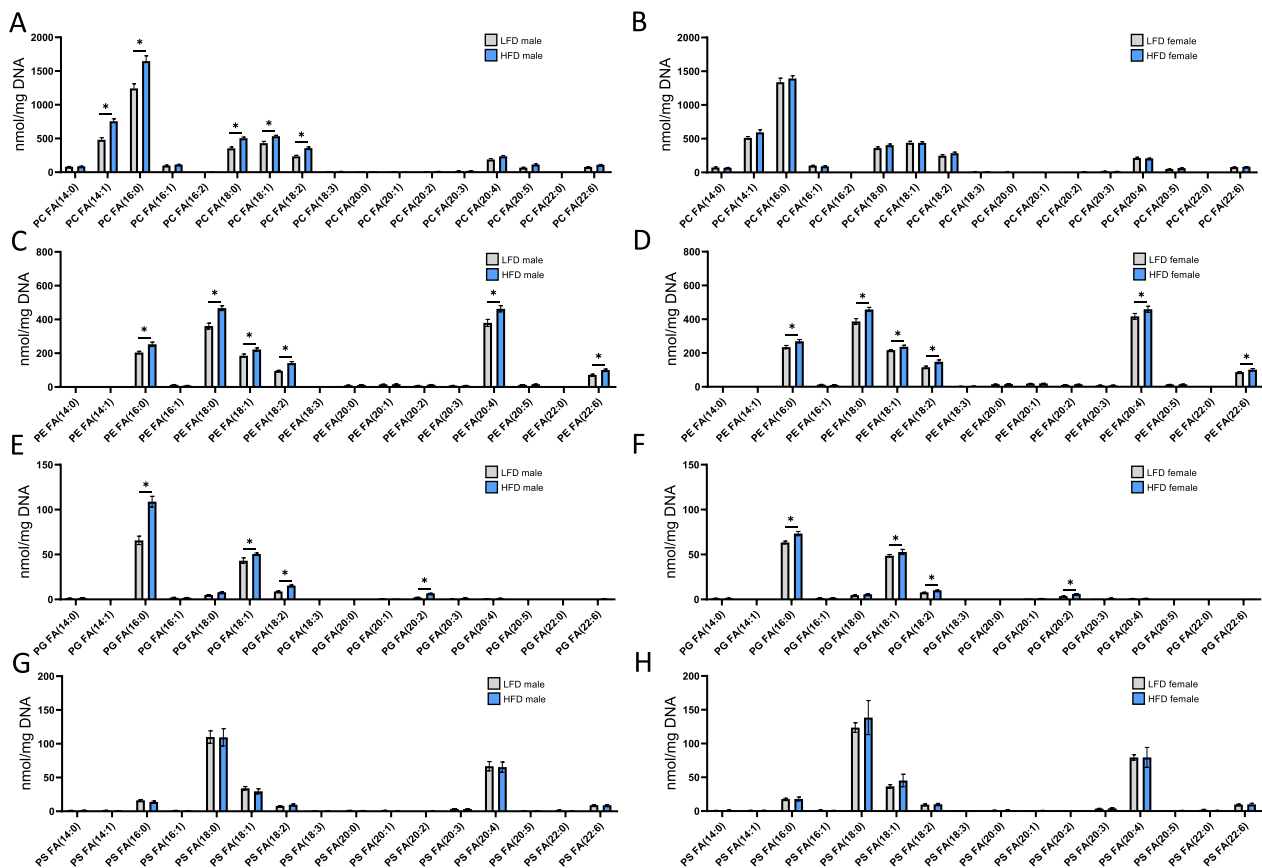 A
nmol/mg DNA
2000
1500
1000
500
0
* * * * *
LFD male
HFD male
PC FA(14:0)
PC FA(14:1)
PC FA(16:0)
PC FA(16:1)
PC FA(16:2)
PC FA(18:0)
PC FA(18:1)
PC FA(18:2)
PC FA(18:3)
PC FA(20:0)
PC FA(20:1)
PC FA(20:2)
PC FA(20:3)
PC FA(20:4)
PC FA(20:5)
PC FA(22:0)
PC FA(22:6)
B
nmol/mg DNA
2000
1500
1000
500
0
LFD female
HFD female
PC FA(14:0)
PC FA(14:1)
PC FA(16:0)
PC FA(16:1)
PC FA(16:2)
PC FA(18:0)
PC FA(18:1)
PC FA(18:2)
PC FA(18:3)
PC FA(20:0)
PC FA(20:1)
PC FA(20:2)
PC FA(20:3)
PC FA(20:4)
PC FA(20:5)
PC FA(22:0)
PC FA(22:6)
C
nmol/mg DNA
800
600
400
200
0
* * * * * *
LFD male
HFD male
PE FA(14:0)
PE FA(14:1)
PE FA(16:0)
PE FA(16:1)
PE FA(18:0)
PE FA(18:1)
PE FA(18:2)
PE FA(18:3)
PE FA(20:0)
PE FA(20:1)
PE FA(20:2)
PE FA(20:3)
PE FA(20:4)
PE FA(20:5)
PE FA(22:0)
PE FA(22:6)
D
nmol/mg DNA
800
600
400
200
0
* * * * * *
LFD female
HFD female
PE FA(14:0)
PE FA(14:1)
PE FA(16:0)
PE FA(16:1)
PE FA(18:0)
PE FA(18:1)
PE FA(18:2)
PE FA(18:3)
PE FA(20:0)
PE FA(20:1)
PE FA(20:2)
PE FA(20:3)
PE FA(20:4)
PE FA(20:5)
PE FA(22:0)
PE FA(22:6)
E
nmol/mg DNA
150
100
50
0
* * * *
LFD male
HFD male
PG FA(14:0)
PG FA(14:1)
PG FA(16:0)
PG FA(16:1)
PG FA(18:0)
PG FA(18:1)
PG FA(18:2)
PG FA(18:3)
PG FA(20:0)
PG FA(20:1)
PG FA(20:2)
PG FA(20:3)
PG FA(20:4)
PG FA(20:5)
PG FA(22:0)
PG FA(22:6)
F
nmol/mg DNA
150
100
50
0
* * * *
LFD female
HFD female
PG FA(14:0)
PG FA(14:1)
PG FA(16:0)
PG FA(16:1)
PG FA(18:0)
PG FA(18:1)
PG FA(18:2)
PG FA(18:3)
PG FA(20:0)
PG FA(20:1)
PG FA(20:2)
PG FA(20:3)
PG FA(20:4)
PG FA(20:5)
PG FA(22:0)
PG FA(22:6)
G
nmol/mg DNA
200
150
100
50
0
LFD male
HFD male
PS FA(14:0)
PS FA(14:1)
PS FA(16:0)
PS FA(16:1)
PS FA(18:0)
PS FA(18:1)
PS FA(18:2)
PS FA(18:3)
PS FA(20:0)
PS FA(20:1)
PS FA(20:2)
PS FA(20:3)
PS FA(20:4)
PS FA(20:5)
PS FA(22:0)
PS FA(22:6)
H
nmol/mg DNA
200
150
100
50
0
LFD female
HFD female
PS FA(14:0)
PS FA(14:1)
PS FA(16:0)
PS FA(16:1)
PS FA(18:0)
PS FA(18:1)
PS FA(18:2)
PS FA(18:3)
PS FA(20:0)
PS FA(20:1)
PS FA(20:2)
PS FA(20:3)
PS FA(20:4)
PS FA(20:5)
PS FA(22:0)
PS FA(22:6)